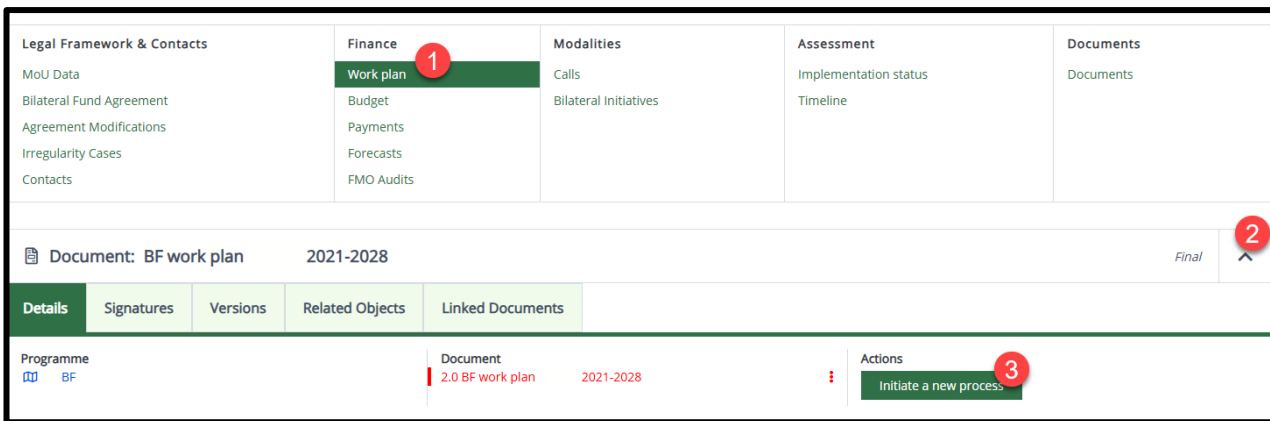 Legal Framework & Contacts
MoU Data
Bilateral Fund Agreement
Agreement Modifications
Irregularity Cases
Contacts
Finance
1
Work plan
Budget
Payments
Forecasts
FMO Audits
Modalities
Calls
Bilateral Initiatives
Assessment
Implementation status
Timeline
Documents
Documents
Document: BF work plan 2021-2028
Final
2
Details Signatures Versions Related Objects Linked Documents
Programme
BF
Document
2.0 BF work plan 2021-2028
Actions
3
Initiate a new process